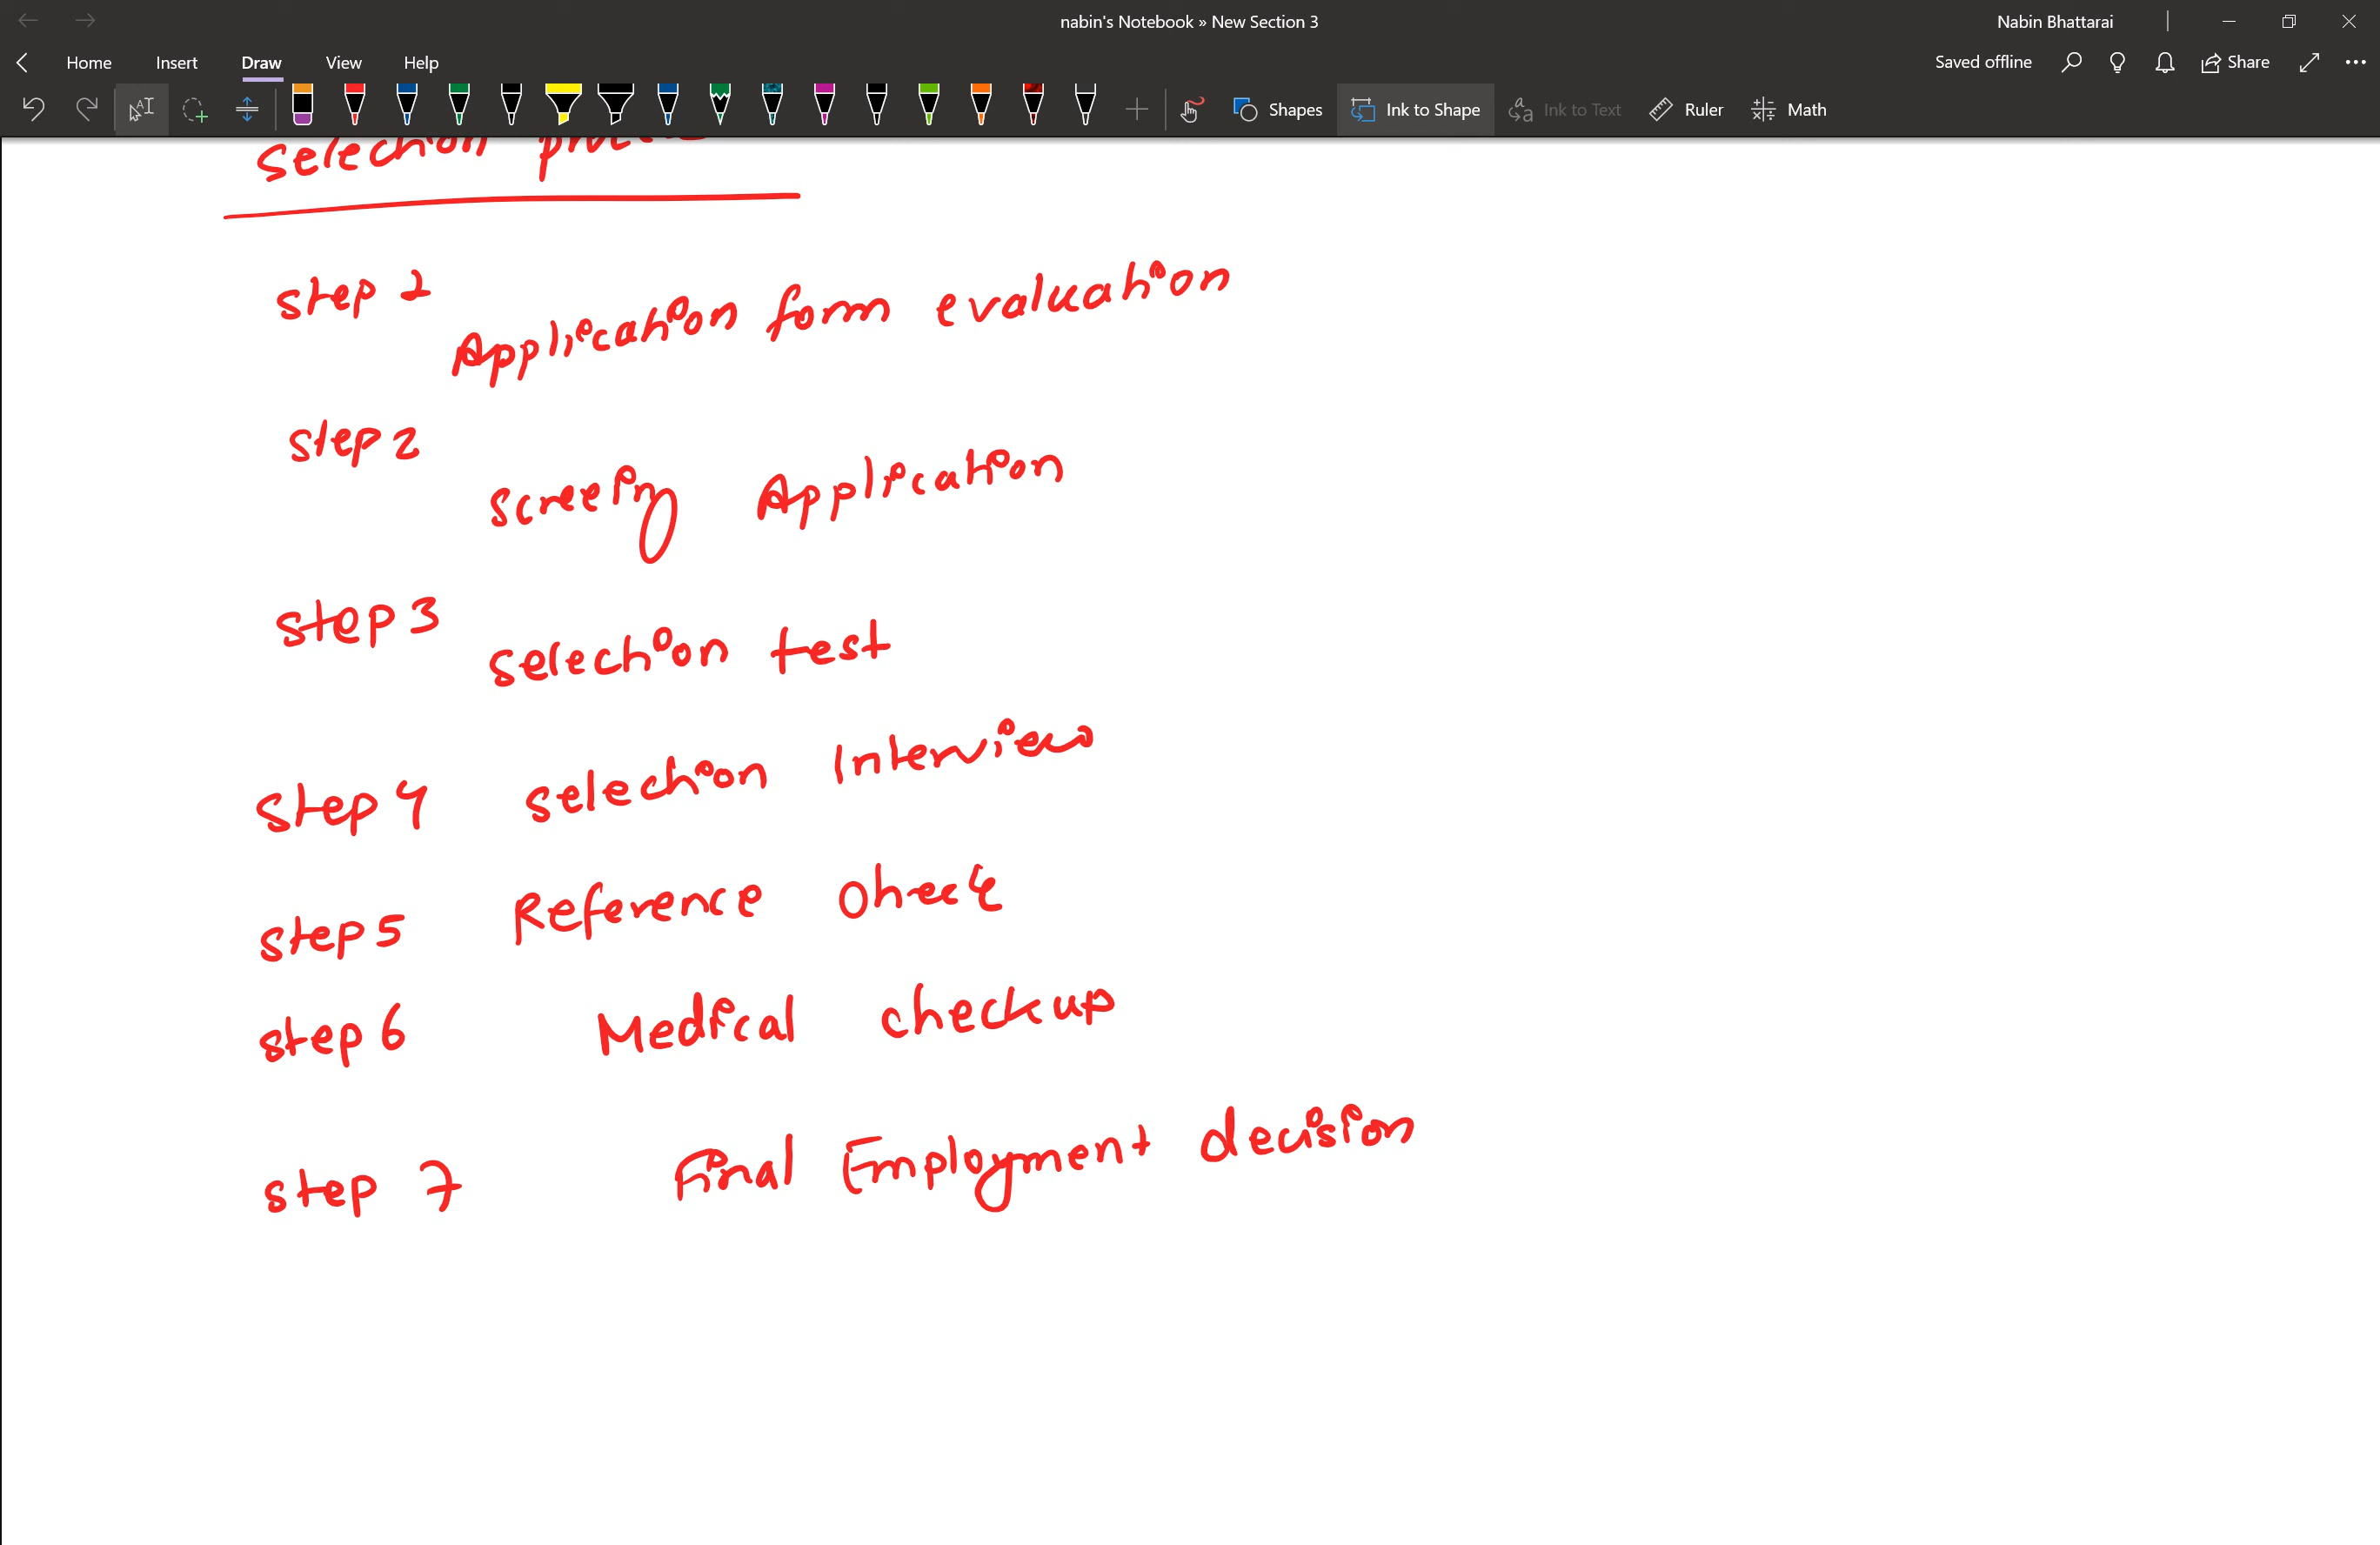 nabin's Notebook » New Section 3
Nabin Bhattarai
Home Insert Draw View Help
Saved offline Share
Shapes Ink to Shape Ink to Text Ruler Math
selection
step 1
Application form evaluation
step 2
screeing Application
step 3
selection test
step 4 selection Interview
step 5 Reference check
step 6 Medical checkup
step 7 Final Employment decision